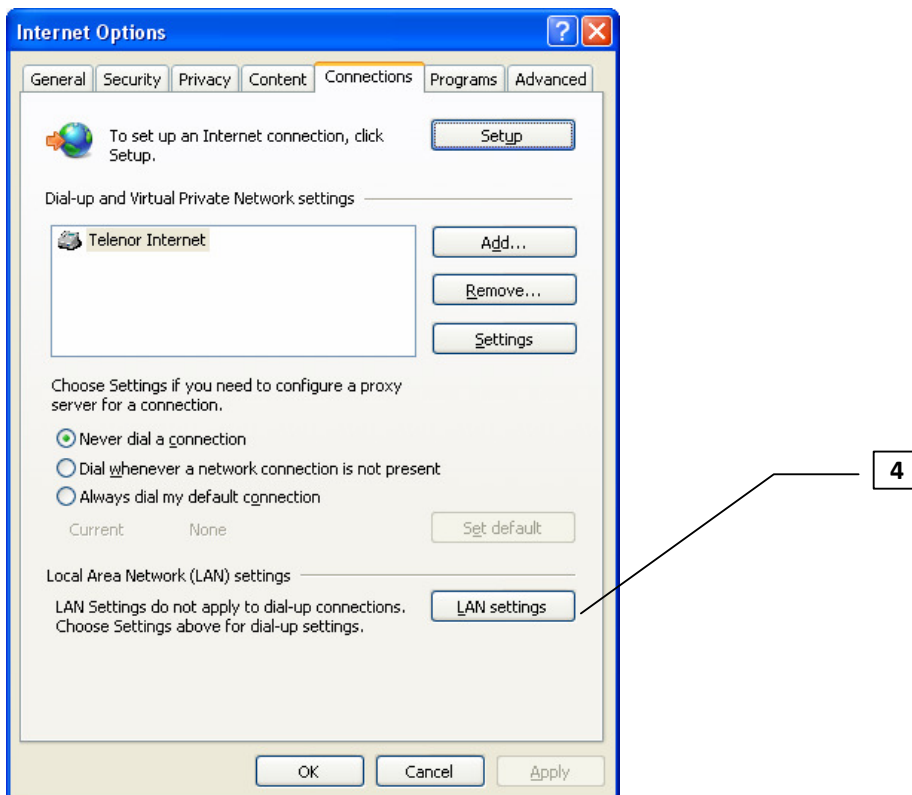 Internet Options
General Security Privacy Content Connections Programs Advanced
To set up an Internet connection, click
Setup.
Setup
Dial-up and Virtual Private Network settings
Telenor Internet
Add...
Remove...
Settings
Choose Settings if you need to configure a proxy
server for a connection.
Never dial a connection
Dial whenever a network connection is not present
Always dial my default connection
Current None
Set default
4
Local Area Network (LAN) settings
LAN Settings do not apply to dial-up connections.
Choose Settings above for dial-up settings.
LAN settings
OK Cancel Apply